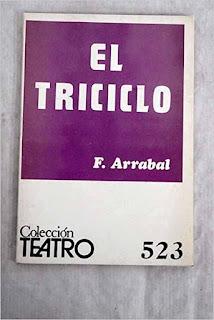 EL
TRICICLO
F. Arrabal
Colección
TEATRO 523